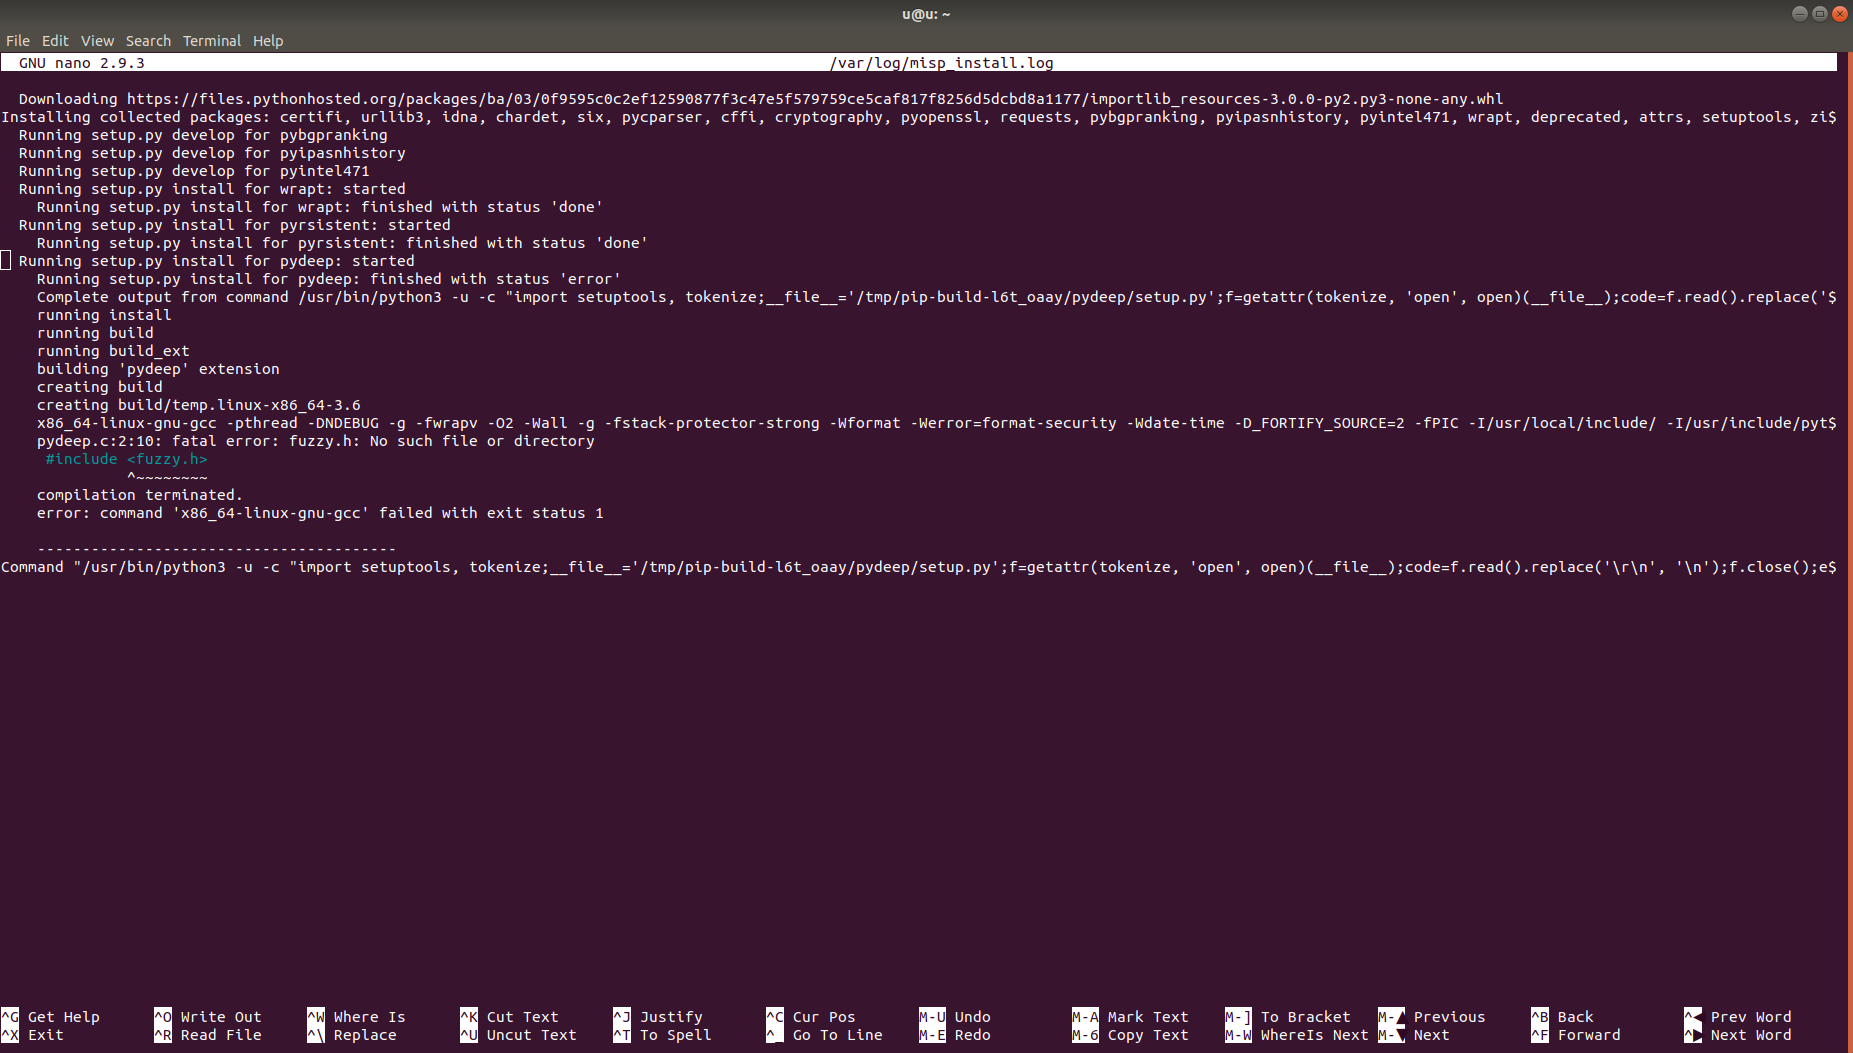 u@u: ~
File Edit View Search Terminal Help
GNU nano 2.9.3 /var/log/misp_install.log
Downloading https://files.pythonhosted.org/packages/ba/03/0f9595c0c2ef12590877f3c47e5f579759ce5caf817f8256d5dcbd8a1177/importlib_resources-3.0.0-py2.py3-none-any.whl
Installing collected packages: certifi, urllib3, idna, chardet, six, pycparser, cffi, cryptography, pyopenssl, requests, pybgpranking, pyipasnhistory, pyintel471, wrapt, deprecated, attrs, setuptools, zi$
Running setup.py develop for pybgpranking
Running setup.py develop for pyipasnhistory
Running setup.py develop for pyintel471
Running setup.py install for wrapt: started
Running setup.py install for wrapt: finished with status 'done'
Running setup.py install for pyrsistent: started
Running setup.py install for pyrsistent: finished with status 'done'
Running setup.py install for pydeep: started
Running setup.py install for pydeep: finished with status 'error'
Complete output from command /usr/bin/python3 -u -c "import setuptools, tokenize;__file__='/tmp/pip-build-l6t_oaay/pydeep/setup.py';f=getattr(tokenize, 'open', open)(__file__);code=f.read().replace('$
running install
running build
running build_ext
building 'pydeep' extension
creating build
creating build/temp.linux-x86_64-3.6
x86_64-linux-gnu-gcc -pthread -DNDEBUG -g -fwrapv -O2 -Wall -g -fstack-protector-strong -Wformat -Werror=format-security -Wdate-time -D_FORTIFY_SOURCE=2 -fPIC -I/usr/local/include/ -I/usr/include/pyt$
pydeep.c:2:10: fatal error: fuzzy.h: No such file or directory
#include <fuzzy.h>
^~~~~~~~~
compilation terminated.
error: command 'x86_64-linux-gnu-gcc' failed with exit status 1
----------------------------------------
Command "/usr/bin/python3 -u -c "import setuptools, tokenize;__file__='/tmp/pip-build-l6t_oaay/pydeep/setup.py';f=getattr(tokenize, 'open', open)(__file__);code=f.read().replace('\r\n', '\n');f.close();e$
^G Get Help ^O Write Out ^W Where Is ^K Cut Text ^J Justify ^C Cur Pos M-U Undo M-A Mark Text M-] To Bracket M-▲ Previous ^B Back ^◀ Prev Word
^X Exit ^R Read File ^\ Replace ^U Uncut Text ^T To Spell ^_ Go To Line M-E Redo M-6 Copy Text M-W WhereIs Next M-▼ Next ^F Forward ^▶ Next Word